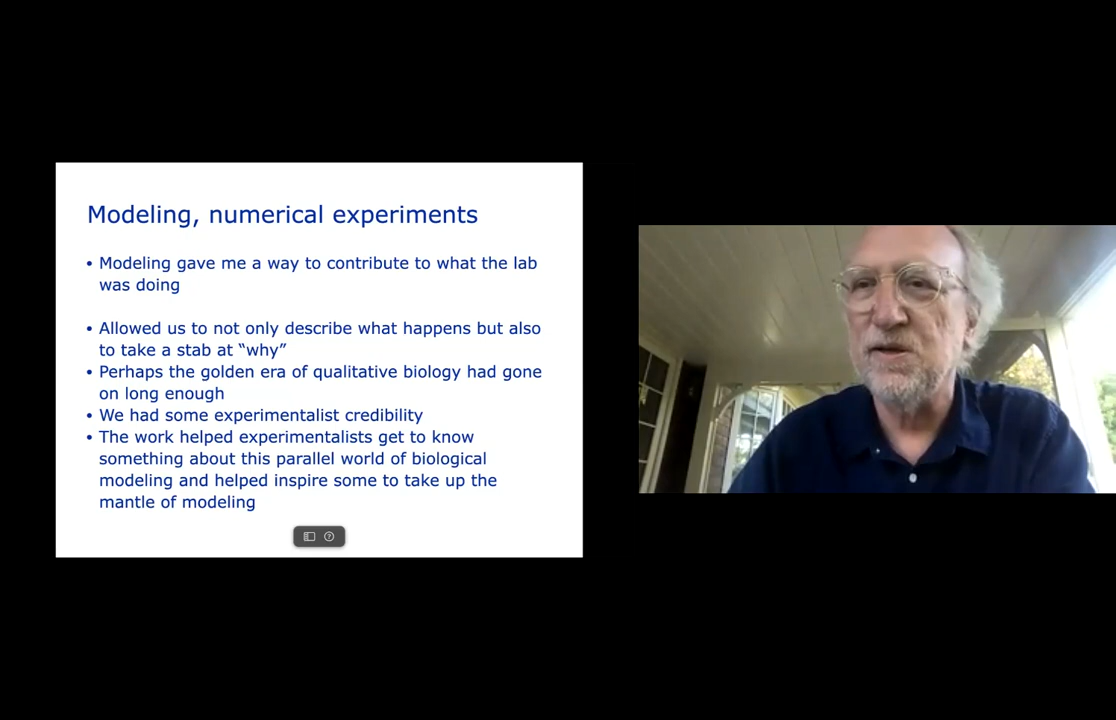 Modeling, numerical experiments
• Modeling gave me a way to contribute to what the lab
was doing
• Allowed us to not only describe what happens but also
to take a stab at “why”
• Perhaps the golden era of qualitative biology had gone
on long enough
• We had some experimentalist credibility
• The work helped experimentalists get to know
something about this parallel world of biological
modeling and helped inspire some to take up the
mantle of modeling